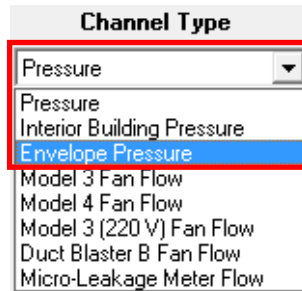 Channel Type
Pressure
Pressure
Interior Building Pressure
Envelope Pressure
Model 3 Fan Flow
Model 4 Fan Flow
Model 3 (220 V) Fan Flow
Duct Blaster B Fan Flow
Micro-Leakage Meter Flow